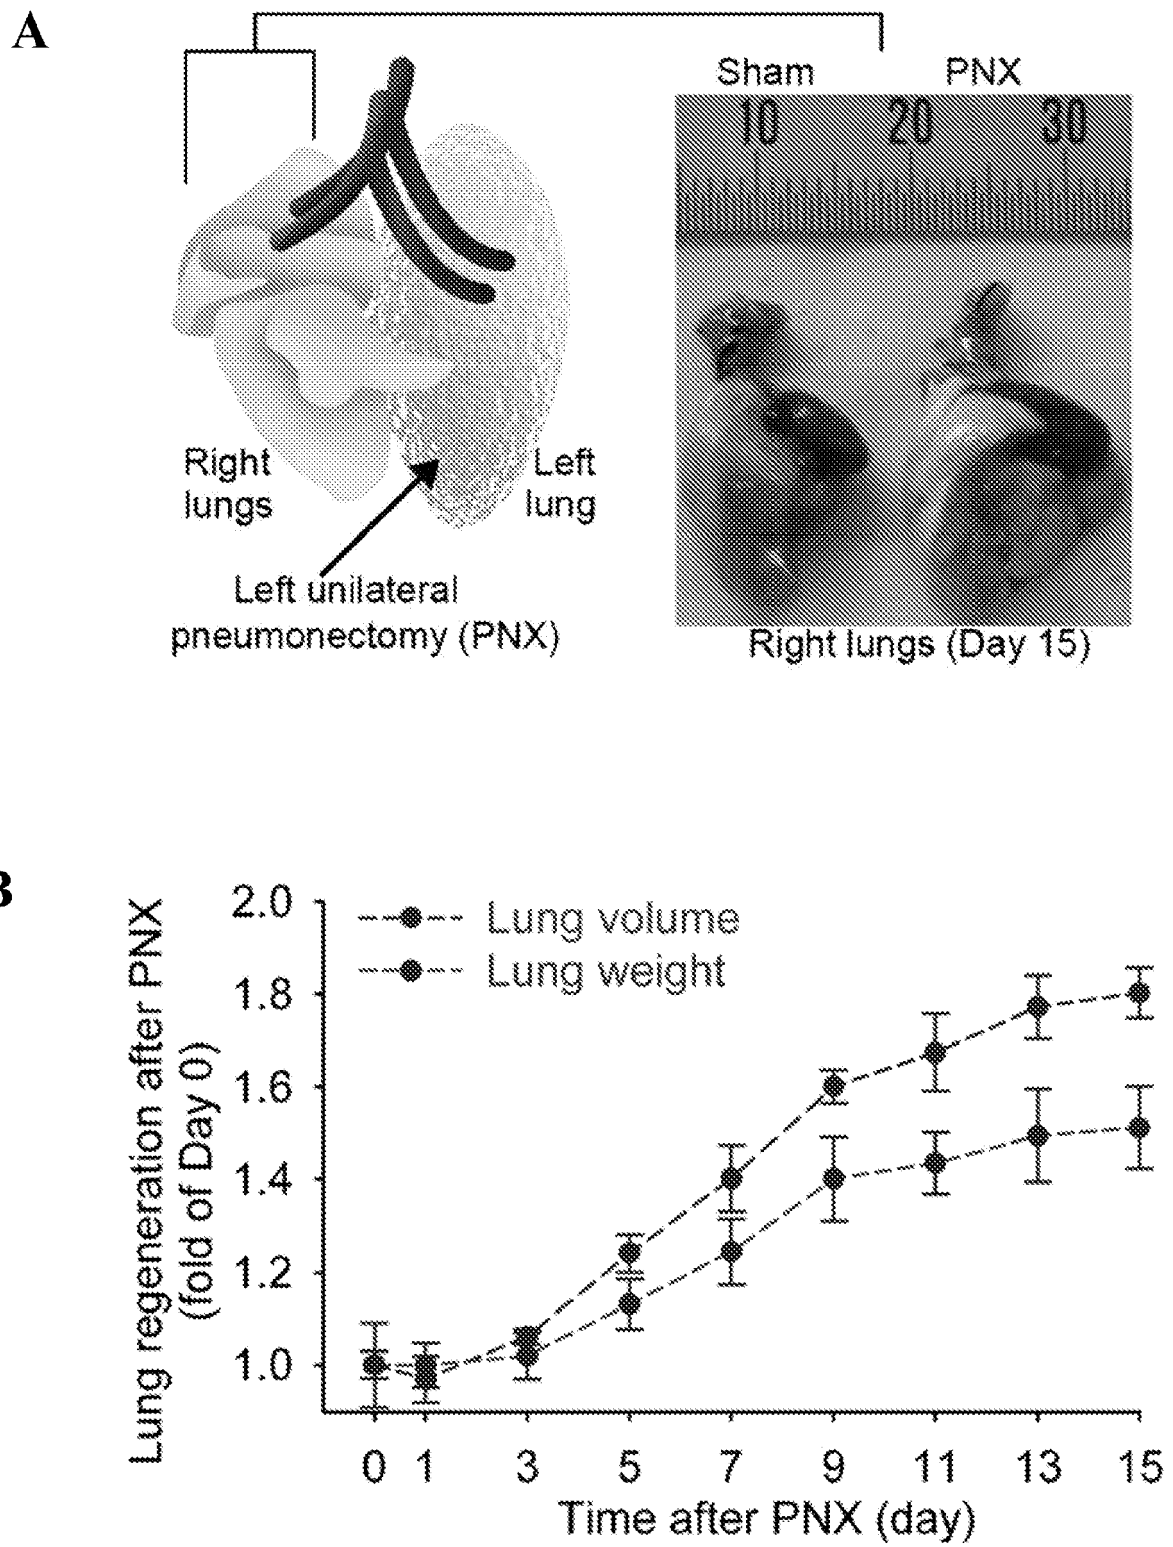 A
Sham PNX
10 20 30
Right
lungs
Left
lung
Left unilateral
pneumonectomy (PNX)
Right lungs (Day 15)
B
Lung regeneration after PNX
(fold of Day 0)
2.0
1.8
1.6
1.4
1.2
1.0
Lung volume
Lung weight
0 1 3 5 7 9 11 13 15
Time after PNX (day)